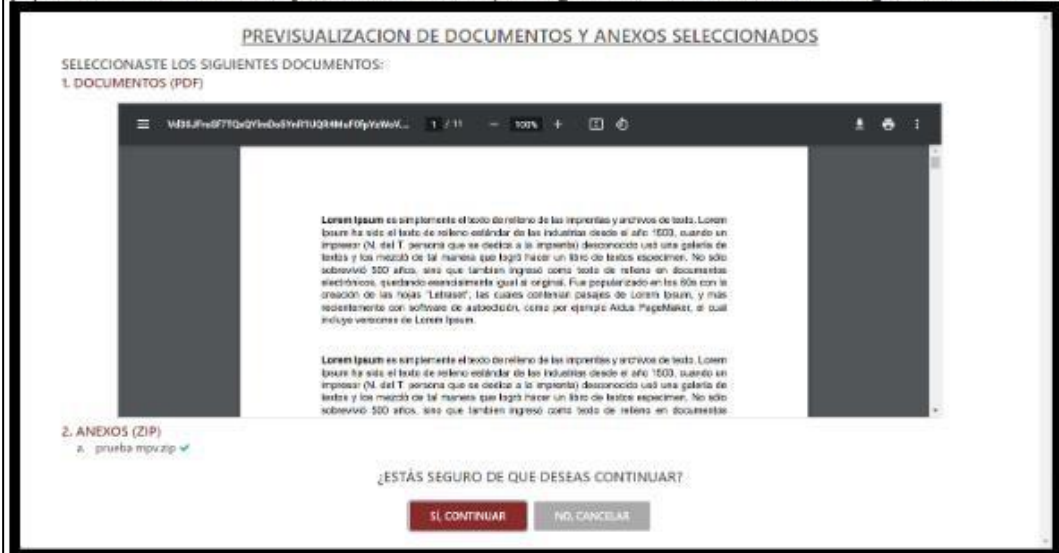 PREVISUALIZACION DE DOCUMENTOS Y ANEXOS SELECCIONADOS
SELECCIONASTE LOS SIGUIENTES DOCUMENTOS:
1. DOCUMENTOS (PDF)
1 / 11 − 100% +
Lorem Ipsum es simplemente el texto de relleno de las imprentas y archivos de texto. Lorem
Ipsum ha sido el texto de relleno estándar de las industrias desde el año 1500, cuando un
impresor (N. del T. persona que se dedica a la imprenta) desconocido usó una galería de
textos y los mezcló de tal manera que logró hacer un libro de textos especimen. No sólo
sobrevivió 500 años, sino que tambien ingresó como texto de relleno en documentos
electrónicos, quedando esencialmente igual al original. Fue popularizado en los 60s con la
creación de las hojas "Letraset", las cuales contenian pasajes de Lorem Ipsum, y más
recientemente con software de autoedición, como por ejemplo Aldus PageMaker, el cual
incluye versiones de Lorem Ipsum.
Lorem Ipsum es simplemente el texto de relleno de las imprentas y archivos de texto. Lorem
Ipsum ha sido el texto de relleno estándar de las industrias desde el año 1500, cuando un
impresor (N. del T. persona que se dedica a la imprenta) desconocido usó una galería de
textos y los mezcló de tal manera que logró hacer un libro de textos especimen. No sólo
sobrevivió 500 años, sino que tambien ingresó como texto de relleno en documentos
2. ANEXOS (ZIP)
a. prueba mpv.zip ✔
¿ESTÁS SEGURO DE QUE DESEAS CONTINUAR?
SÍ, CONTINUAR NO, CANCELAR